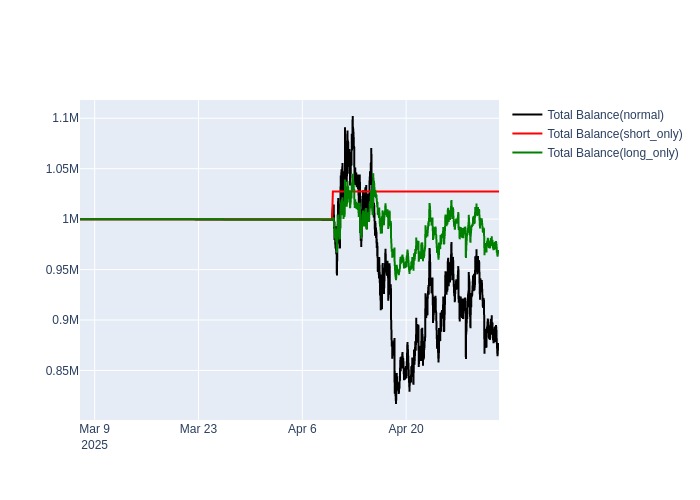 1.1M
1.05M
1M
0.95M
0.9M
0.85M
Mar 9
2025
Mar 23
Apr 6
Apr 20
Total Balance(normal)
Total Balance(short_only)
Total Balance(long_only)